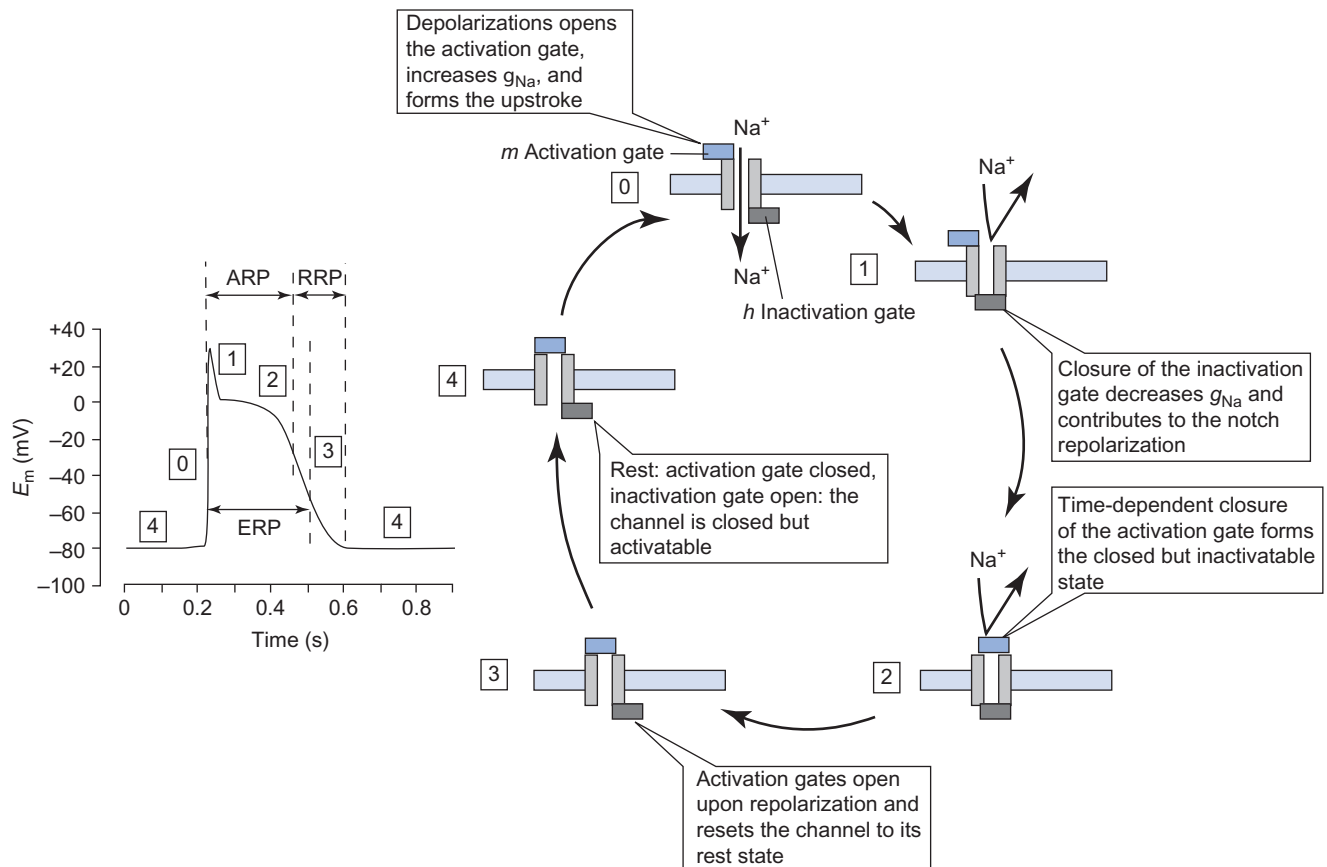 Depolarizations opens
the activation gate,
increases gNa, and
forms the upstroke
Na+
m Activation gate
0
Na+
h Inactivation gate
Na+
1
Closure of the inactivation
gate decreases gNa and
contributes to the notch
repolarization
ARP RRP
+40
+20
0
–20
–40
–60
–80
–100
Em (mV)
1
2
0
3
4
ERP
4
0 0.2 0.4 0.6 0.8
Time (s)
4
Rest: activation gate closed,
inactivation gate open: the
channel is closed but
activatable
Time-dependent closure
of the activation gate forms
the closed but inactivatable
state
Na+
3
2
Activation gates open
upon repolarization and
resets the channel to its
rest state